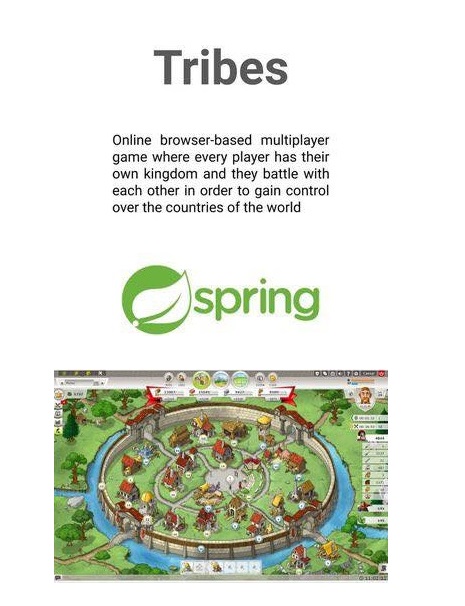 Tribes
Online browser-based multiplayer
game where every player has their
own kingdom and they battle with
each other in order to gain control
over the countries of the world
spring